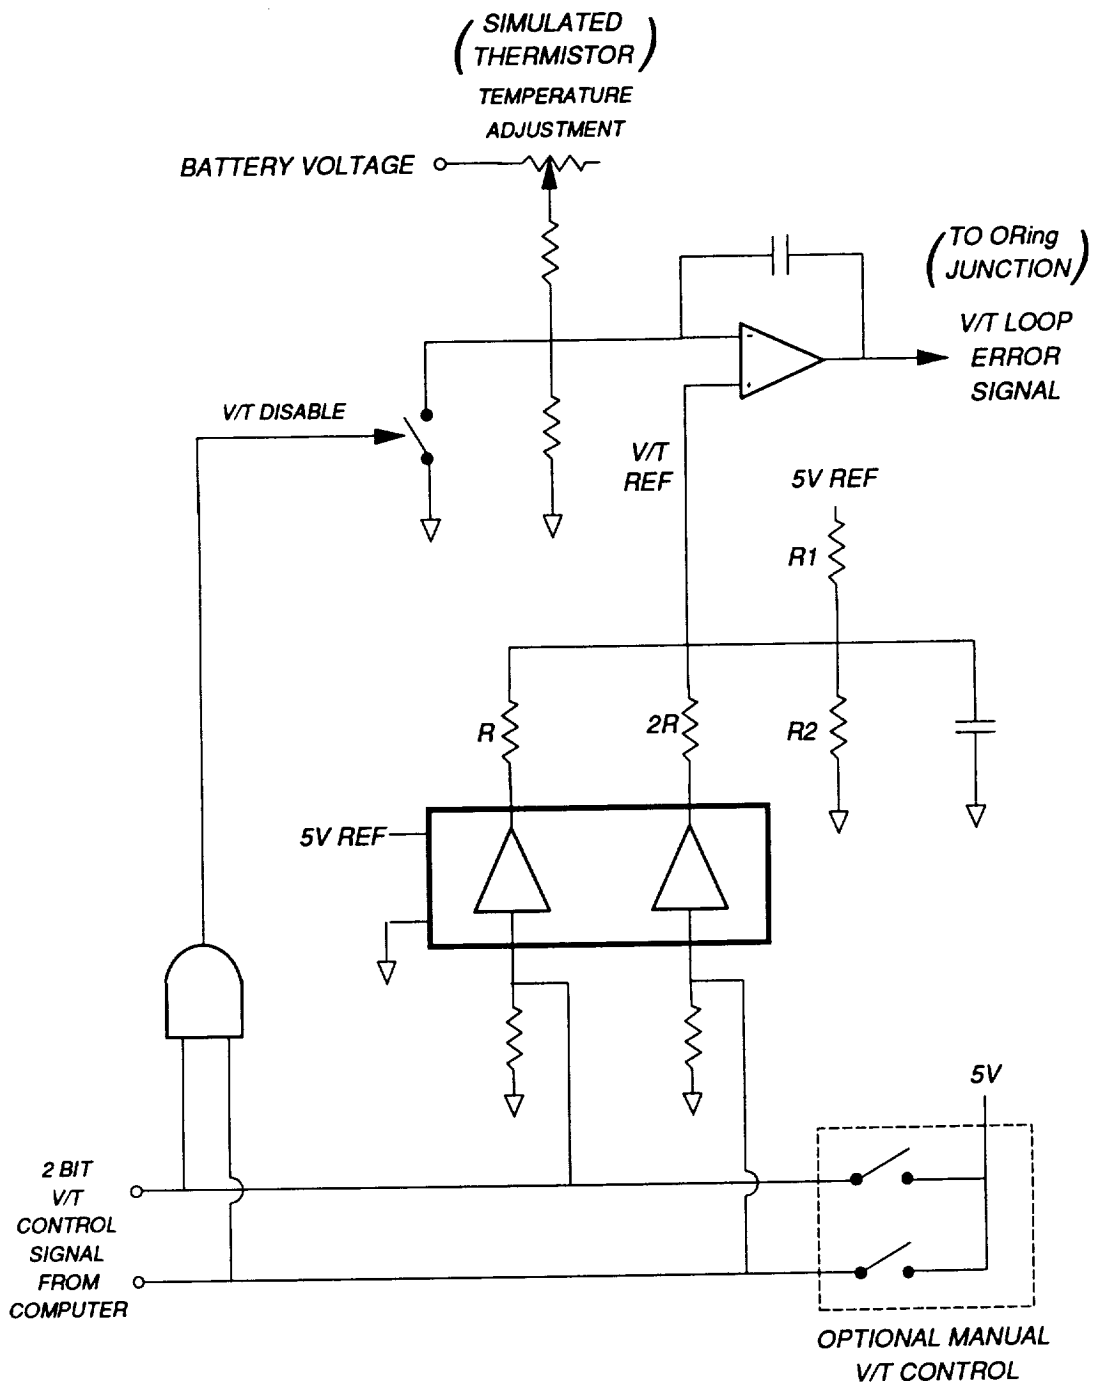 (SIMULATED
THERMISTOR)
TEMPERATURE
ADJUSTMENT
BATTERY VOLTAGE
(TO ORing
JUNCTION)
V/T LOOP
ERROR
SIGNAL
-
+
V/T DISABLE
V/T
REF
5V REF
R1
R
2R
R2
5V REF
5V
2 BIT
V/T
CONTROL
SIGNAL
FROM
COMPUTER
OPTIONAL MANUAL
V/T CONTROL